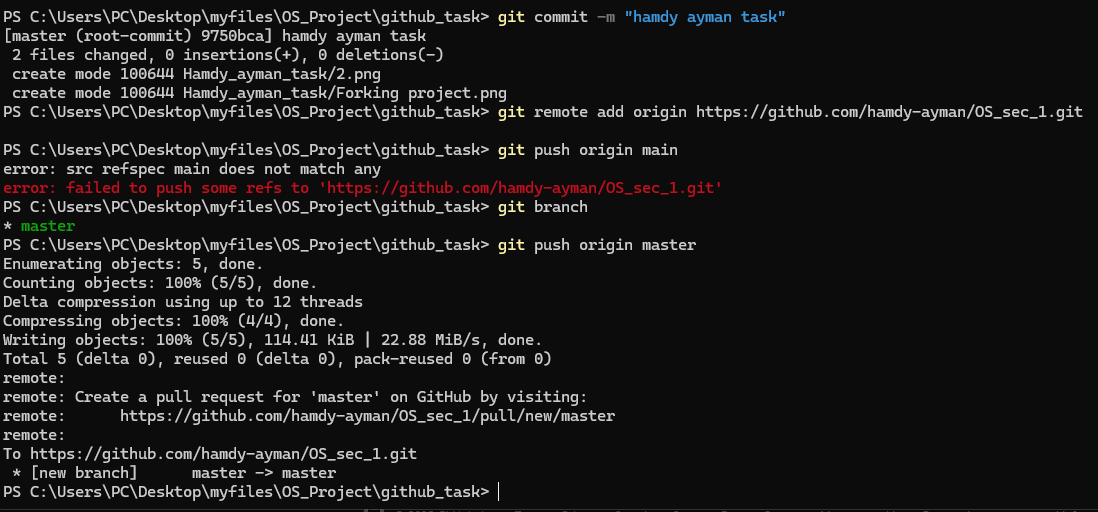 PS C:\Users\PC\Desktop\myfiles\OS_Project\github_task> git commit -m "hamdy ayman task"
[master (root-commit) 9750bca] hamdy ayman task
 2 files changed, 0 insertions(+), 0 deletions(-)
 create mode 100644 Hamdy_ayman_task/2.png
 create mode 100644 Hamdy_ayman_task/Forking project.png
PS C:\Users\PC\Desktop\myfiles\OS_Project\github_task> git remote add origin https://github.com/hamdy-ayman/OS_sec_1.git
PS C:\Users\PC\Desktop\myfiles\OS_Project\github_task> git push origin main
error: src refspec main does not match any
error: failed to push some refs to 'https://github.com/hamdy-ayman/OS_sec_1.git'
PS C:\Users\PC\Desktop\myfiles\OS_Project\github_task> git branch
* master
PS C:\Users\PC\Desktop\myfiles\OS_Project\github_task> git push origin master
Enumerating objects: 5, done.
Counting objects: 100% (5/5), done.
Delta compression using up to 12 threads
Compressing objects: 100% (4/4), done.
Writing objects: 100% (5/5), 114.41 KiB | 22.88 MiB/s, done.
Total 5 (delta 0), reused 0 (delta 0), pack-reused 0 (from 0)
remote:
remote: Create a pull request for 'master' on GitHub by visiting:
remote:      https://github.com/hamdy-ayman/OS_sec_1/pull/new/master
remote:
To https://github.com/hamdy-ayman/OS_sec_1.git
 * [new branch]      master -> master
PS C:\Users\PC\Desktop\myfiles\OS_Project\github_task>